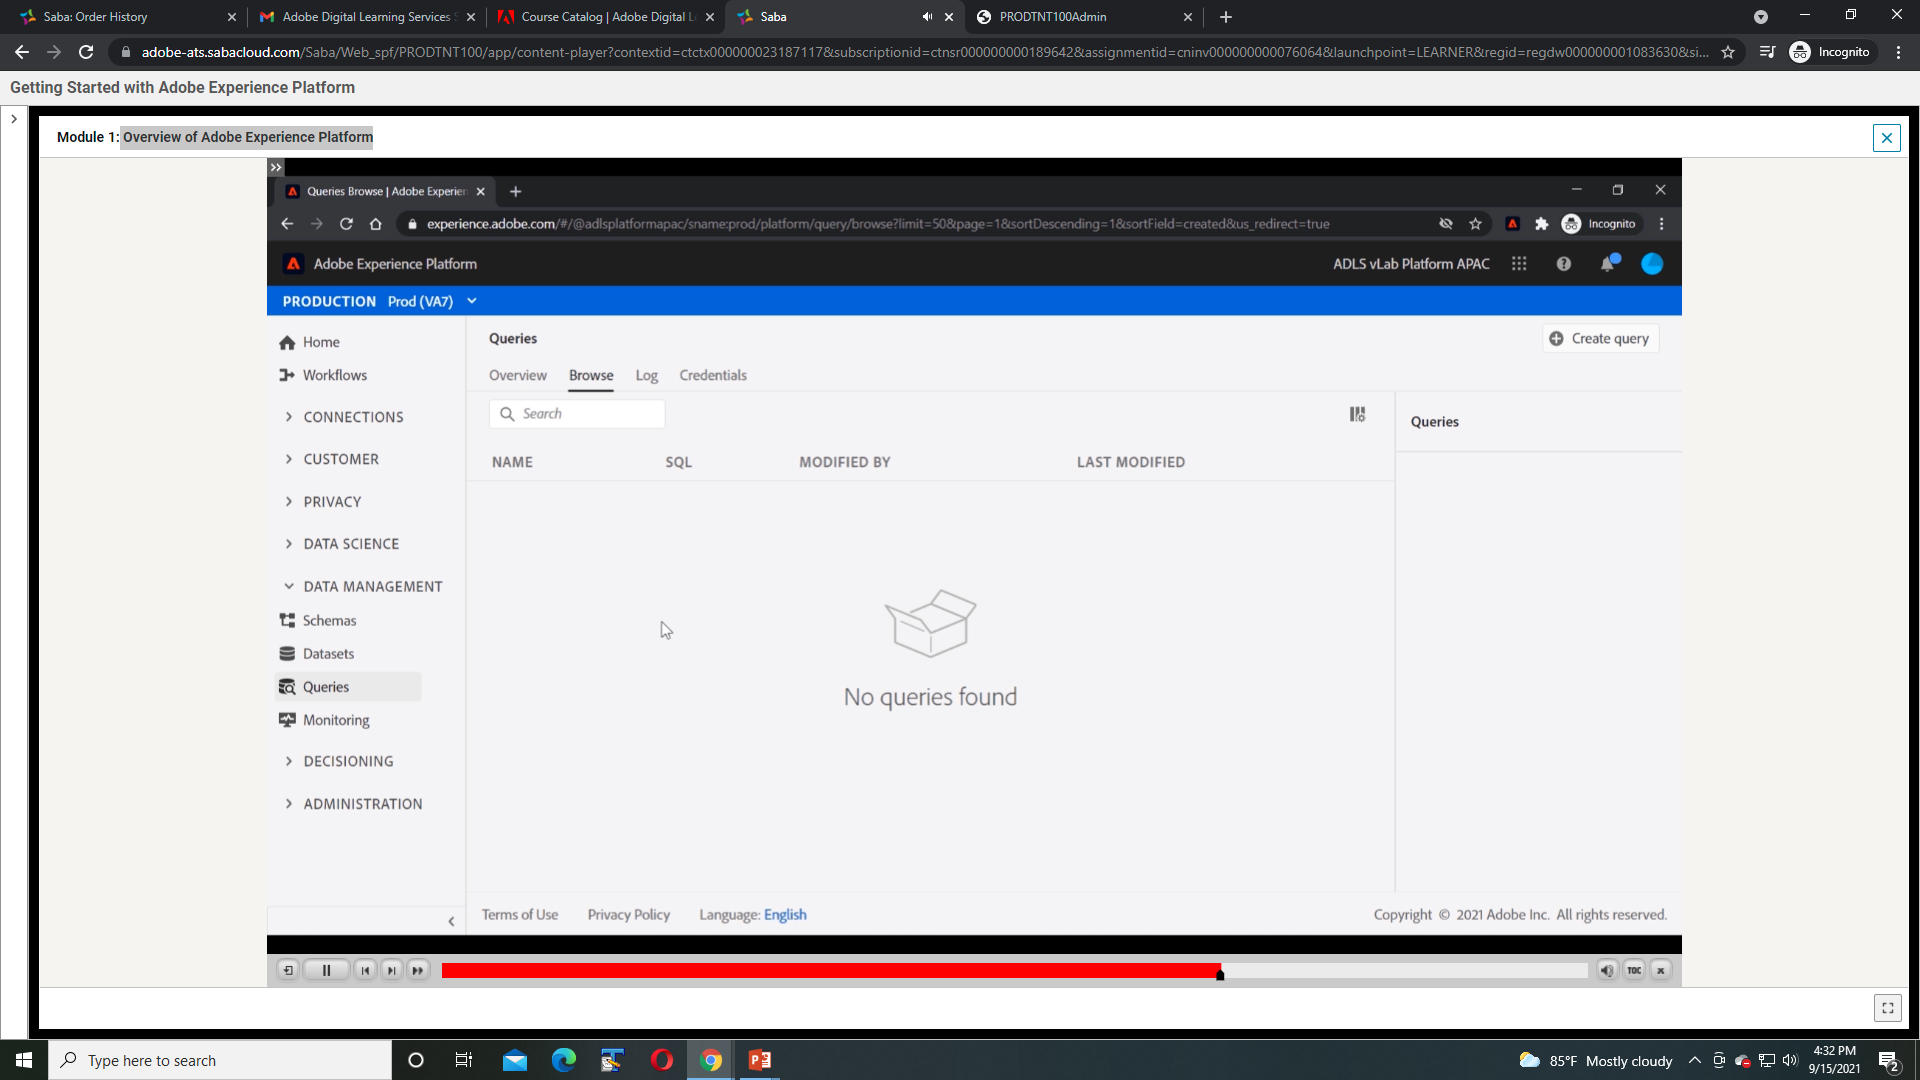 Saba: Order History
Adobe Digital Learning Services S
Course Catalog | Adobe Digital L
Saba
PRODTNT100Admin
adobe-ats.sabacloud.com/Saba/Web_spf/PRODTNT100/app/content-player?contextid=ctctx000000023187117&subscriptionid=ctnsr000000000189642&assignmentid=cninv000000000076064&launchpoint=LEARNER&regid=regdw000000001083630&si...
Incognito
Getting Started with Adobe Experience Platform
Module 1: Overview of Adobe Experience Platform
Queries Browse | Adobe Experien
experience.adobe.com/#/@adlsplatformapac/sname:prod/platform/query/browse?limit=50&page=1&sortDescending=1&sortField=created&us_redirect=true
Incognito
Adobe Experience Platform
ADLS vLab Platform APAC
PRODUCTION Prod (VA7)
Home
Workflows
CONNECTIONS
CUSTOMER
PRIVACY
DATA SCIENCE
DATA MANAGEMENT
Schemas
Datasets
Queries
Monitoring
DECISIONING
ADMINISTRATION
Queries
Create query
Overview Browse Log Credentials
Search
Queries
NAME SQL MODIFIED BY LAST MODIFIED
No queries found
Terms of Use Privacy Policy Language: English
Copyright © 2021 Adobe Inc. All rights reserved.
TOC
Type here to search
85°F Mostly cloudy
4:32 PM
9/15/2021
2